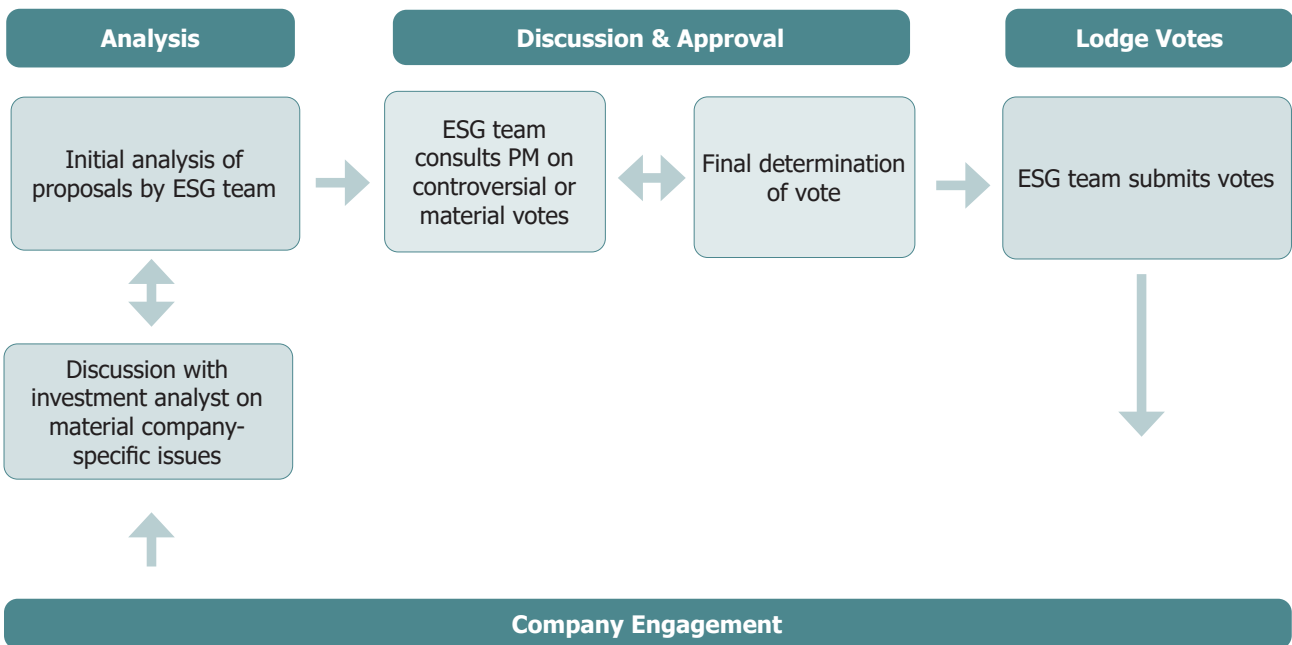 Analysis
Discussion & Approval
Lodge Votes
Initial analysis of
proposals by ESG team
ESG team
consults PM on
controversial or
material votes
Final determination
of vote
ESG team submits votes
Discussion with
investment analyst on
material company-
specific issues
Company Engagement